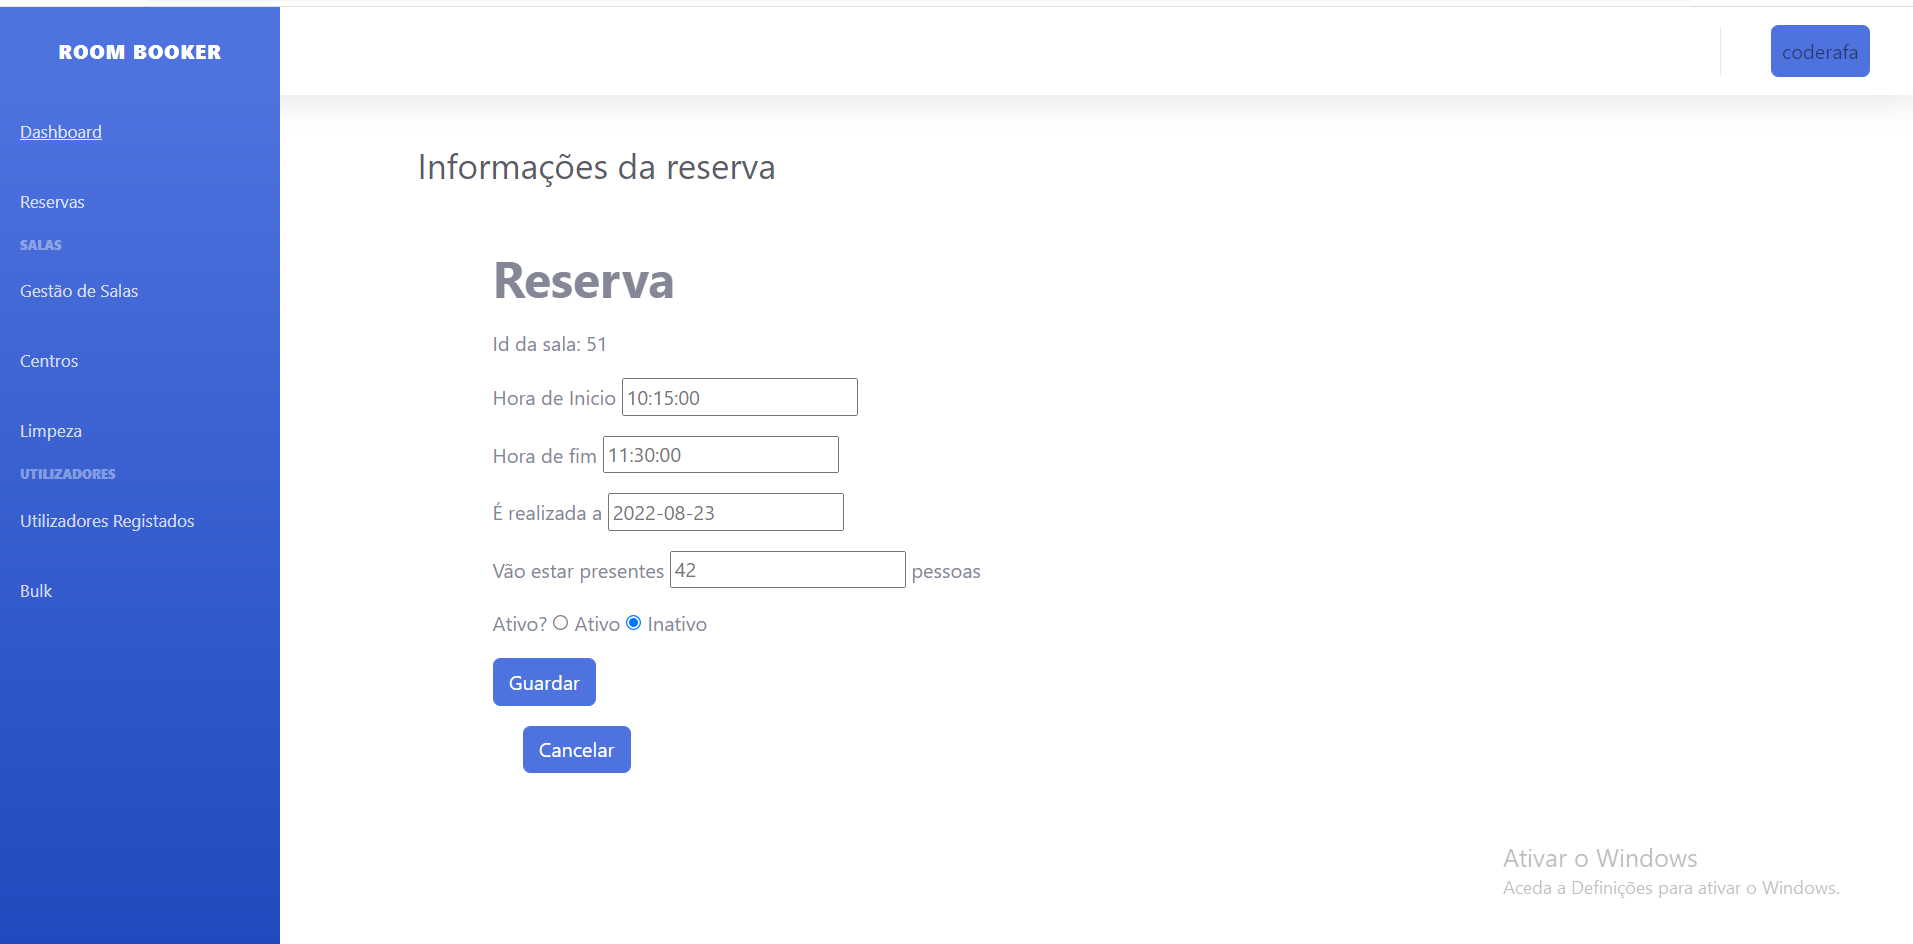 ROOM BOOKER
coderafa
Dashboard
Reservas
SALAS
Gestão de Salas
Centros
Limpeza
UTILIZADORES
Utilizadores Registados
Bulk
Informações da reserva
Reserva
Id da sala: 51
Hora de Inicio 10:15:00
Hora de fim 11:30:00
É realizada a 2022-08-23
Vão estar presentes 42 pessoas
Ativo? Ativo Inativo
Guardar
Cancelar
Ativar o Windows
Aceda a Definições para ativar o Windows.